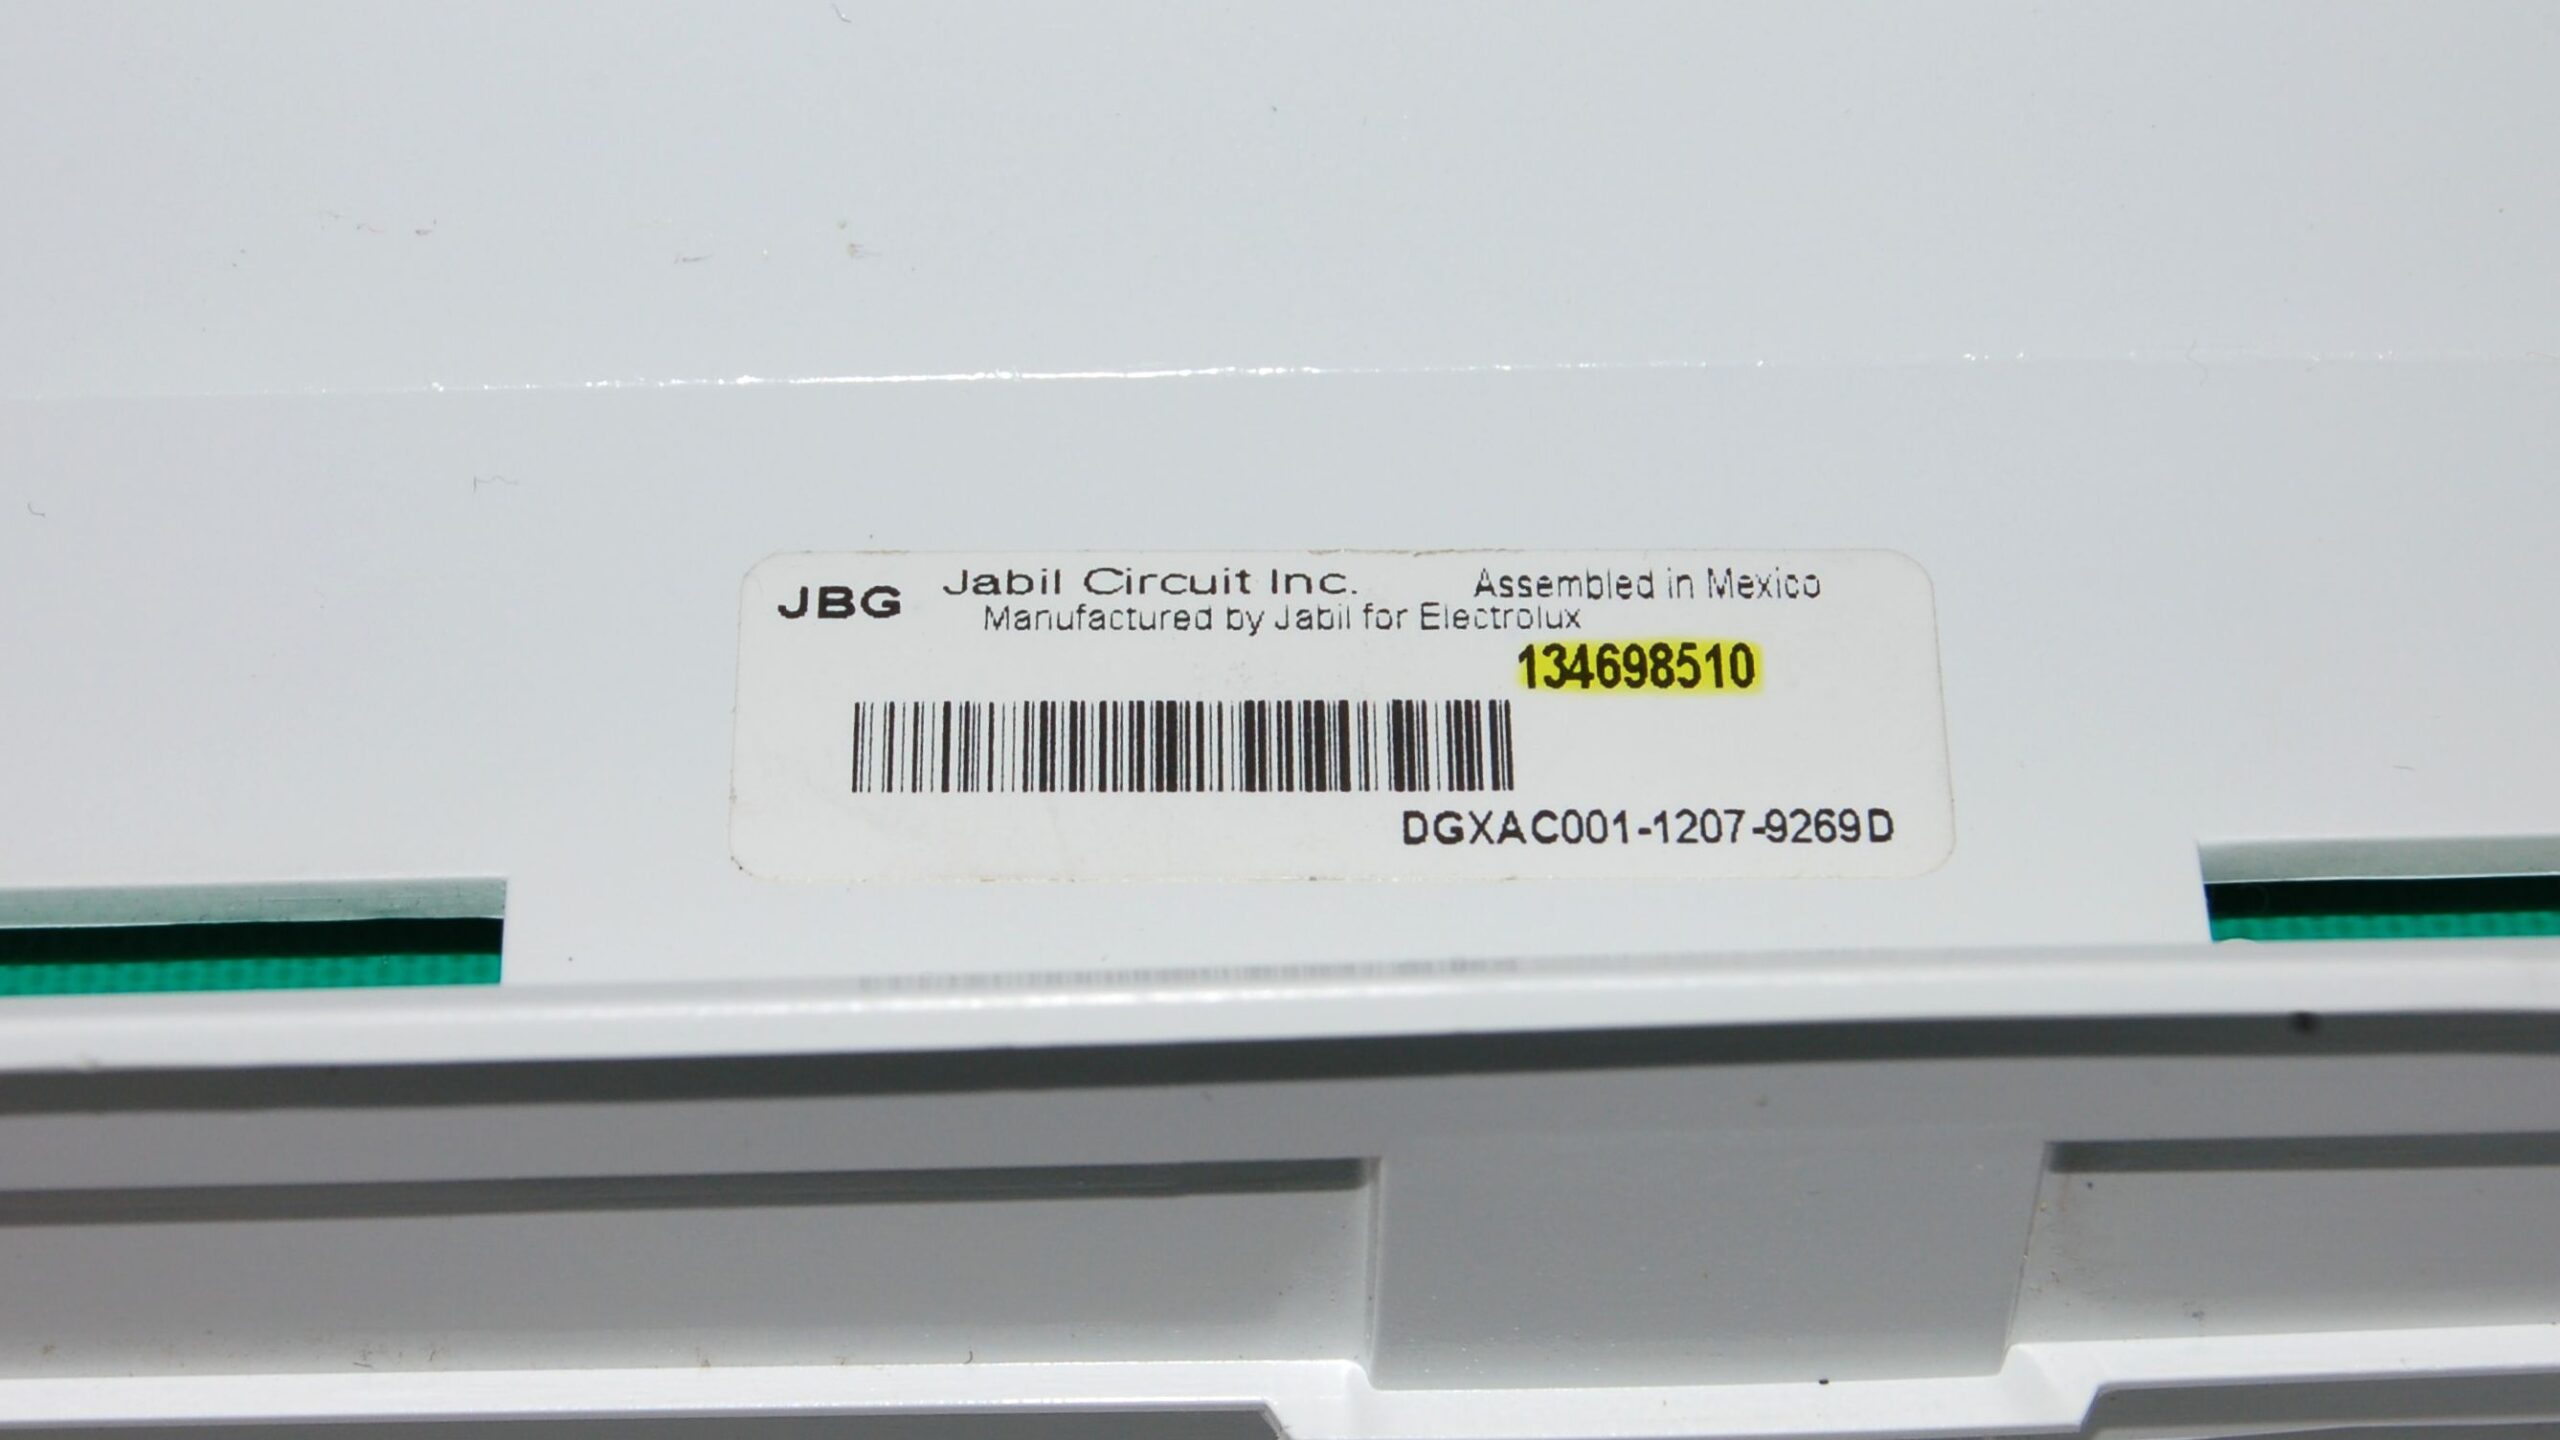 JBG Jabil Circuit Inc. Assembled in Mexico
Manufactured by Jabil for Electrolux
134698510
DGXAC001-1207-9269D